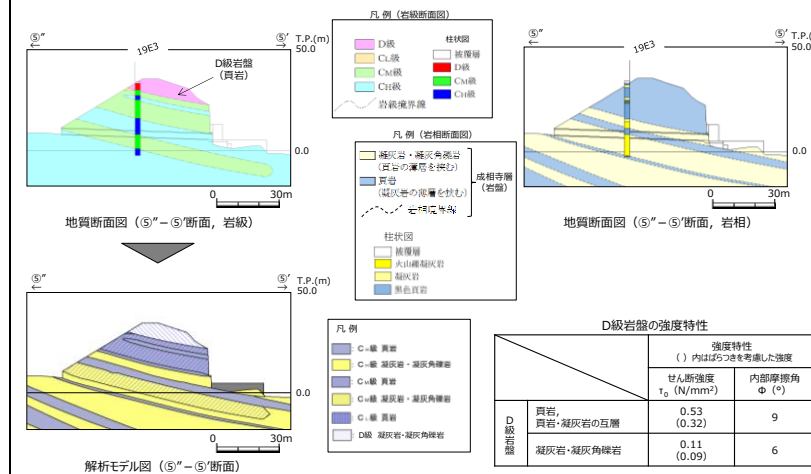 ⑤" ⑤'
T.P.(m)
50.0
19E3
D級岩盤
(頁岩)
0.0
0 30m
地質断面図(⑤"-⑤'断面, 岩級)
凡 例(岩級断面図)
D級
CL級
CM級
CH級
岩級境界線
柱状図
被覆層
D級
CM級
CH級
凡 例(岩相断面図)
凝灰岩・凝灰角礫岩
(頁岩の薄層を挟む)
頁岩
(凝灰岩の薄層を挟む)
岩相境界線
成相寺層
(岩盤)
柱状図
被覆層
火山礫凝灰岩
凝灰岩
黒色頁岩
⑤" ⑤'
T.P.(m)
50.0
19E3
0.0
0 30m
地質断面図(⑤"-⑤'断面, 岩相)
⑤" ⑤'
T.P.(m)
50.0
0.0
0 30m
解析モデル図(⑤"-⑤'断面)
凡 例
: CH級 頁岩
: CH級 凝灰岩・凝灰角礫岩
: CM級 頁岩
: CM級 凝灰岩・凝灰角礫岩
: CL級 頁岩
: D級 凝灰岩・凝灰角礫岩
D級岩盤の強度特性
強度特性
( )内はばらつきを考慮した強度
せん断強度 内部摩擦角
τ0 (N/mm²) Φ (°)
D級岩盤
頁岩, 0.53 9
頁岩・凝灰岩の互層 (0.32)
凝灰岩・凝灰角礫岩 0.11 6
(0.09)